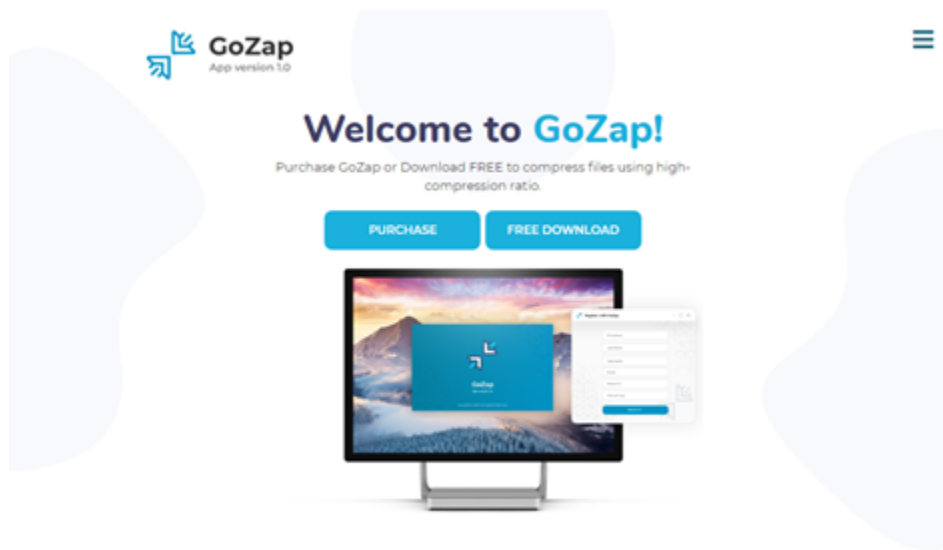 GoZap
App version 1.0
Welcome to GoZap!
Purchase GoZap or Download FREE to compress files using high-
compression ratio.
PURCHASE
FREE DOWNLOAD
GoZap